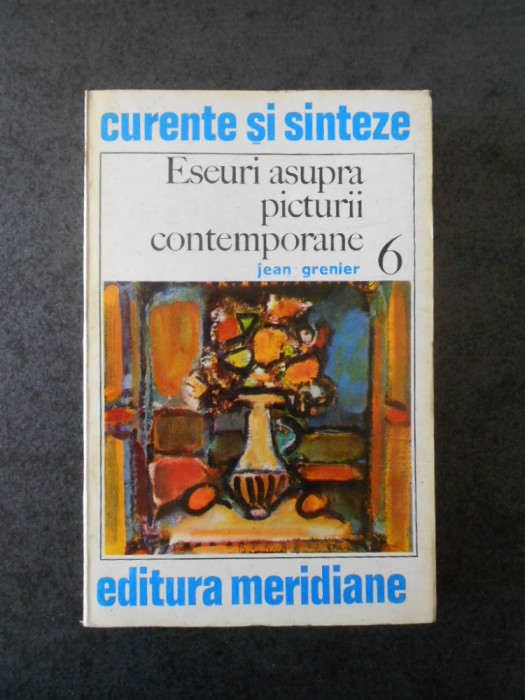 curente și sinteze
Eseuri asupra
picturii
contemporane 6
jean grenier
editura meridiane